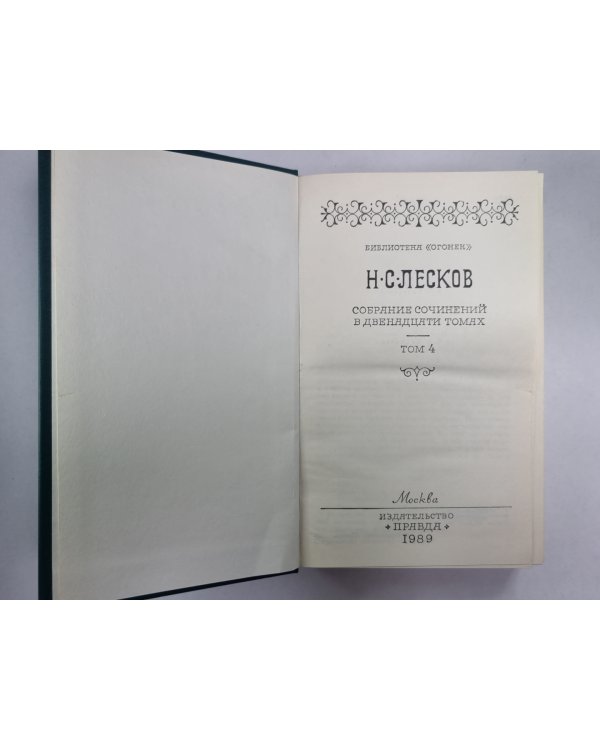 БИБЛИОТЕКА «ОГОНЕК»
Н·С·ЛЕСКОВ
СОБРАНИЕ СОЧИНЕНИЙ
В ДВЕНАДЦАТИ ТОМАХ
ТОМ 4
Москва
ИЗДАТЕЛЬСТВО
•ПРАВДА•
1989